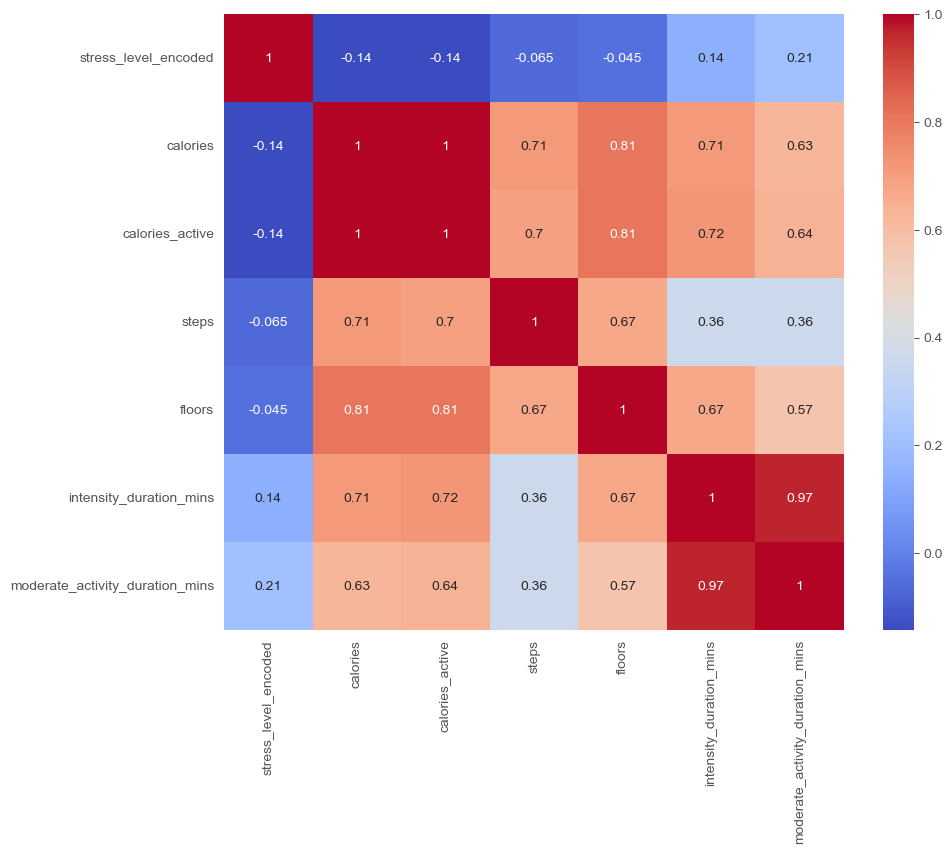 stress_level_encoded 1 -0.14 -0.14 -0.065 -0.045 0.14 0.21
calories -0.14 1 1 0.71 0.81 0.71 0.63
calories_active -0.14 1 1 0.7 0.81 0.72 0.64
steps -0.065 0.71 0.7 1 0.67 0.36 0.36
floors -0.045 0.81 0.81 0.67 1 0.67 0.57
intensity_duration_mins 0.14 0.71 0.72 0.36 0.67 1 0.97
moderate_activity_duration_mins 0.21 0.63 0.64 0.36 0.57 0.97 1
stress_level_encoded
calories
calories_active
steps
floors
intensity_duration_mins
moderate_activity_duration_mins
1.0
0.8
0.6
0.4
0.2
0.0